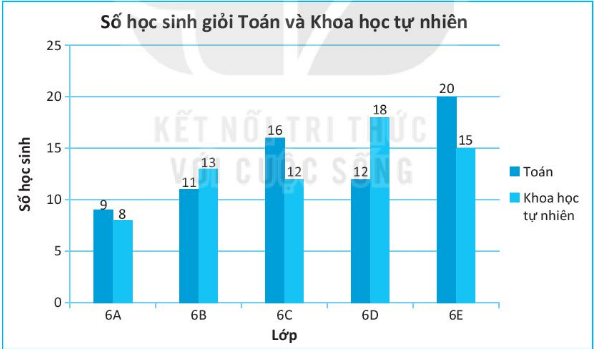 Số học sinh giỏi Toán và Khoa học tự nhiên
25
20
15
10
5
0
Số học sinh
KẾT NỐI TRI THỨC
VỚI CUỘC SỐNG
9
8
11
13
16
12
12
18
20
15
6A
6B
6C
6D
6E
Lớp
Toán
Khoa học
tự nhiên